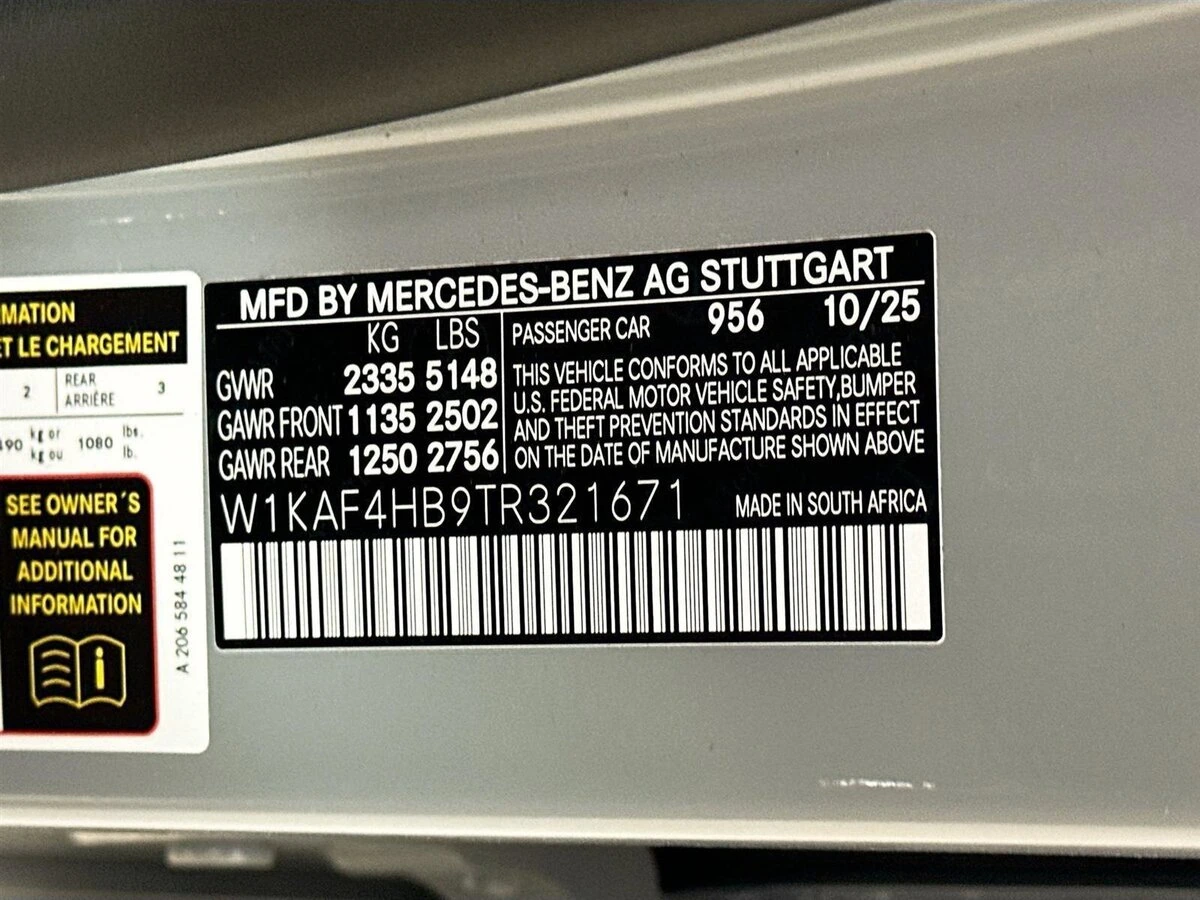 MATION
ET LE CHARGEMENT
2 REAR ARRIÈRE 3
490 kg or kg ou 1080 lbs. lb.
SEE OWNER´S
MANUAL FOR
ADDITIONAL
INFORMATION
i
A 206 584 48 11
MFD BY MERCEDES-BENZ AG STUTTGART
KG LBS
GVWR 2335 5148
GAWR FRONT 1135 2502
GAWR REAR 1250 2756
PASSENGER CAR 956 10/25
THIS VEHICLE CONFORMS TO ALL APPLICABLE
U.S. FEDERAL MOTOR VEHICLE SAFETY,BUMPER
AND THEFT PREVENTION STANDARDS IN EFFECT
ON THE DATE OF MANUFACTURE SHOWN ABOVE
W1KAF4HB9TR321671 MADE IN SOUTH AFRICA